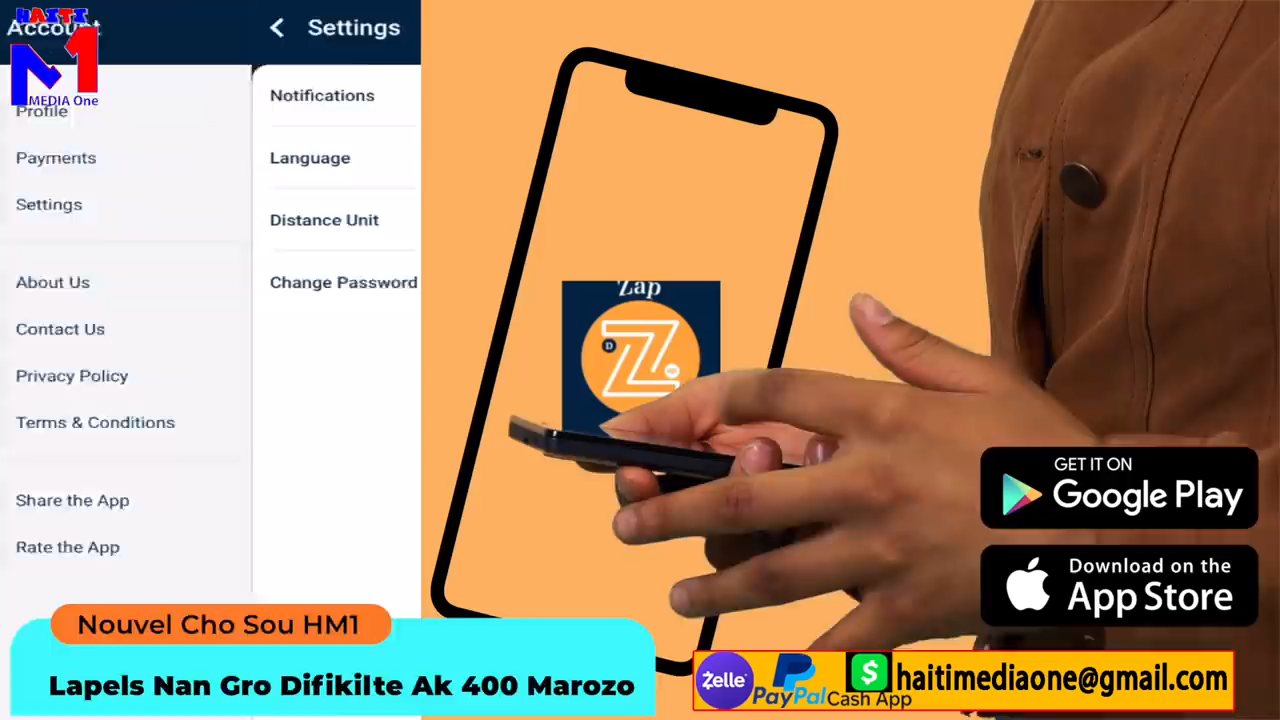 HAITI
M1
MEDIA One
Account
Profile
Payments
Settings
About Us
Contact Us
Privacy Policy
Terms & Conditions
Share the App
Rate the App
Settings
Notifications
Language
Distance Unit
Change Password
Zap
D
Z
GET IT ON
Google Play
Download on the
App Store
Nouvel Cho Sou HM1
Lapels Nan Gro Difikilte Ak 400 Marozo
Zelle
PayPal
$
Cash App
haitimediaone@gmail.com